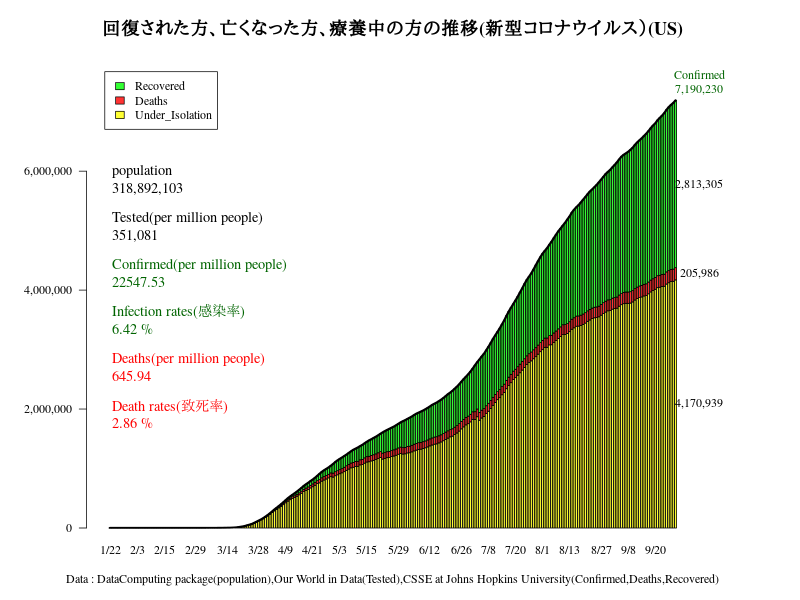 回復された方、亡くなった方、療養中の方の推移(新型コロナウイルス）(US)
Confirmed
7,190,230
Recovered
Deaths
Under_Isolation
6,000,000
population
318,892,103
2,813,305
Tested(per million people)
351,081
Confirmed(per million people)
22547.53
205,986
4,000,000
Infection rates(感染率)
6.42 %
Deaths(per million people)
645.94
Death rates(致死率)
2.86 %
4,170,939
2,000,000
0
1/22 2/3 2/15 2/29 3/14 3/28 4/9 4/21 5/3 5/15 5/29 6/12 6/26 7/8 7/20 8/1 8/13 8/27 9/8 9/20
Data : DataComputing package(population),Our World in Data(Tested),CSSE at Johns Hopkins University(Confirmed,Deaths,Recovered)